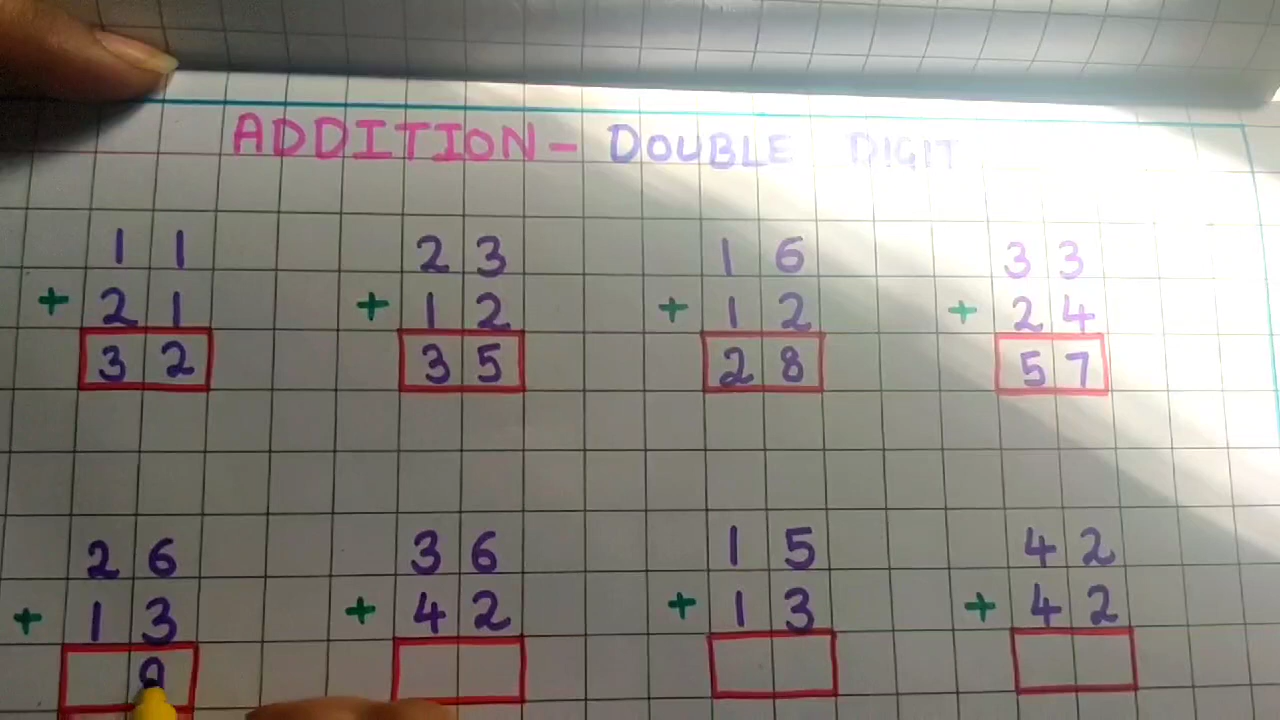 ADDITION - DOUBLE DIGIT
1 1 2 3 1 6 3 3
+ 2 1 + 1 2 + 1 2 + 2 4
3 2 3 5 2 8 5 7
2 6 3 6 1 5 4 2
+ 1 3 + 4 2 + 1 3 + 4 2
9